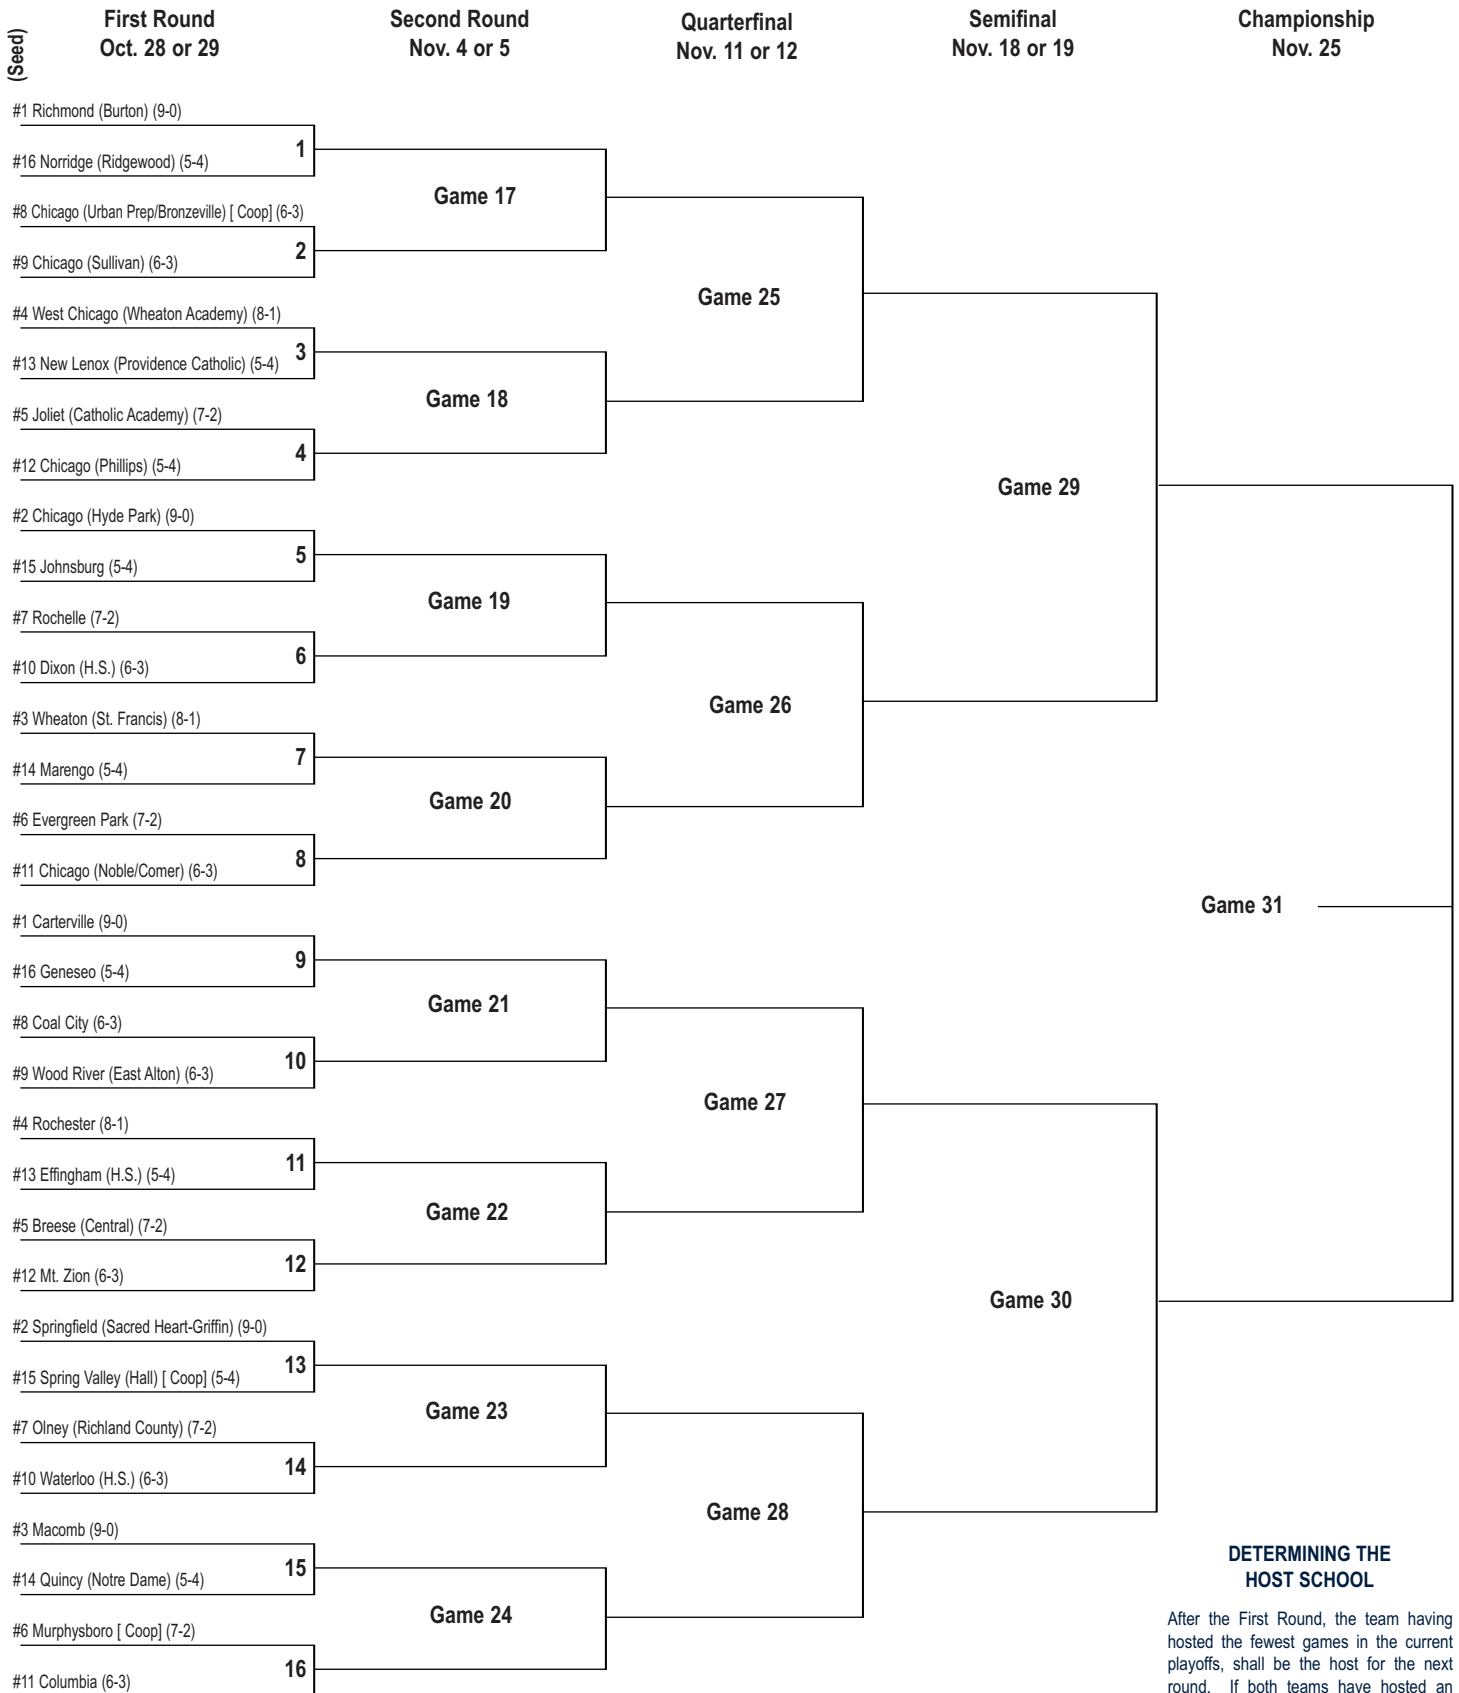 (Seed)
First Round
Oct. 28 or 29
Second Round
Nov. 4 or 5
Quarterfinal
Nov. 11 or 12
Semifinal
Nov. 18 or 19
Championship
Nov. 25
#1 Richmond (Burton) (9-0)
1
#16 Norridge (Ridgewood) (5-4)
Game 17
#8 Chicago (Urban Prep/Bronzeville) [ Coop] (6-3)
2
#9 Chicago (Sullivan) (6-3)
Game 25
#4 West Chicago (Wheaton Academy) (8-1)
3
#13 New Lenox (Providence Catholic) (5-4)
Game 18
#5 Joliet (Catholic Academy) (7-2)
4
#12 Chicago (Phillips) (5-4)
Game 29
#2 Chicago (Hyde Park) (9-0)
5
#15 Johnsburg (5-4)
Game 19
#7 Rochelle (7-2)
6
#10 Dixon (H.S.) (6-3)
Game 26
#3 Wheaton (St. Francis) (8-1)
7
#14 Marengo (5-4)
Game 20
#6 Evergreen Park (7-2)
8
#11 Chicago (Noble/Comer) (6-3)
Game 31
#1 Carterville (9-0)
9
#16 Geneseo (5-4)
Game 21
#8 Coal City (6-3)
10
#9 Wood River (East Alton) (6-3)
Game 27
#4 Rochester (8-1)
11
#13 Effingham (H.S.) (5-4)
Game 22
#5 Breese (Central) (7-2)
12
#12 Mt. Zion (6-3)
Game 30
#2 Springfield (Sacred Heart-Griffin) (9-0)
13
#15 Spring Valley (Hall) [ Coop] (5-4)
Game 23
#7 Olney (Richland County) (7-2)
14
#10 Waterloo (H.S.) (6-3)
Game 28
#3 Macomb (9-0)
15
#14 Quincy (Notre Dame) (5-4)
Game 24
#6 Murphysboro [ Coop] (7-2)
16
#11 Columbia (6-3)
DETERMINING THE
HOST SCHOOL
After the First Round, the team having
hosted the fewest games in the current
playoffs, shall be the host for the next
round. If both teams have hosted an